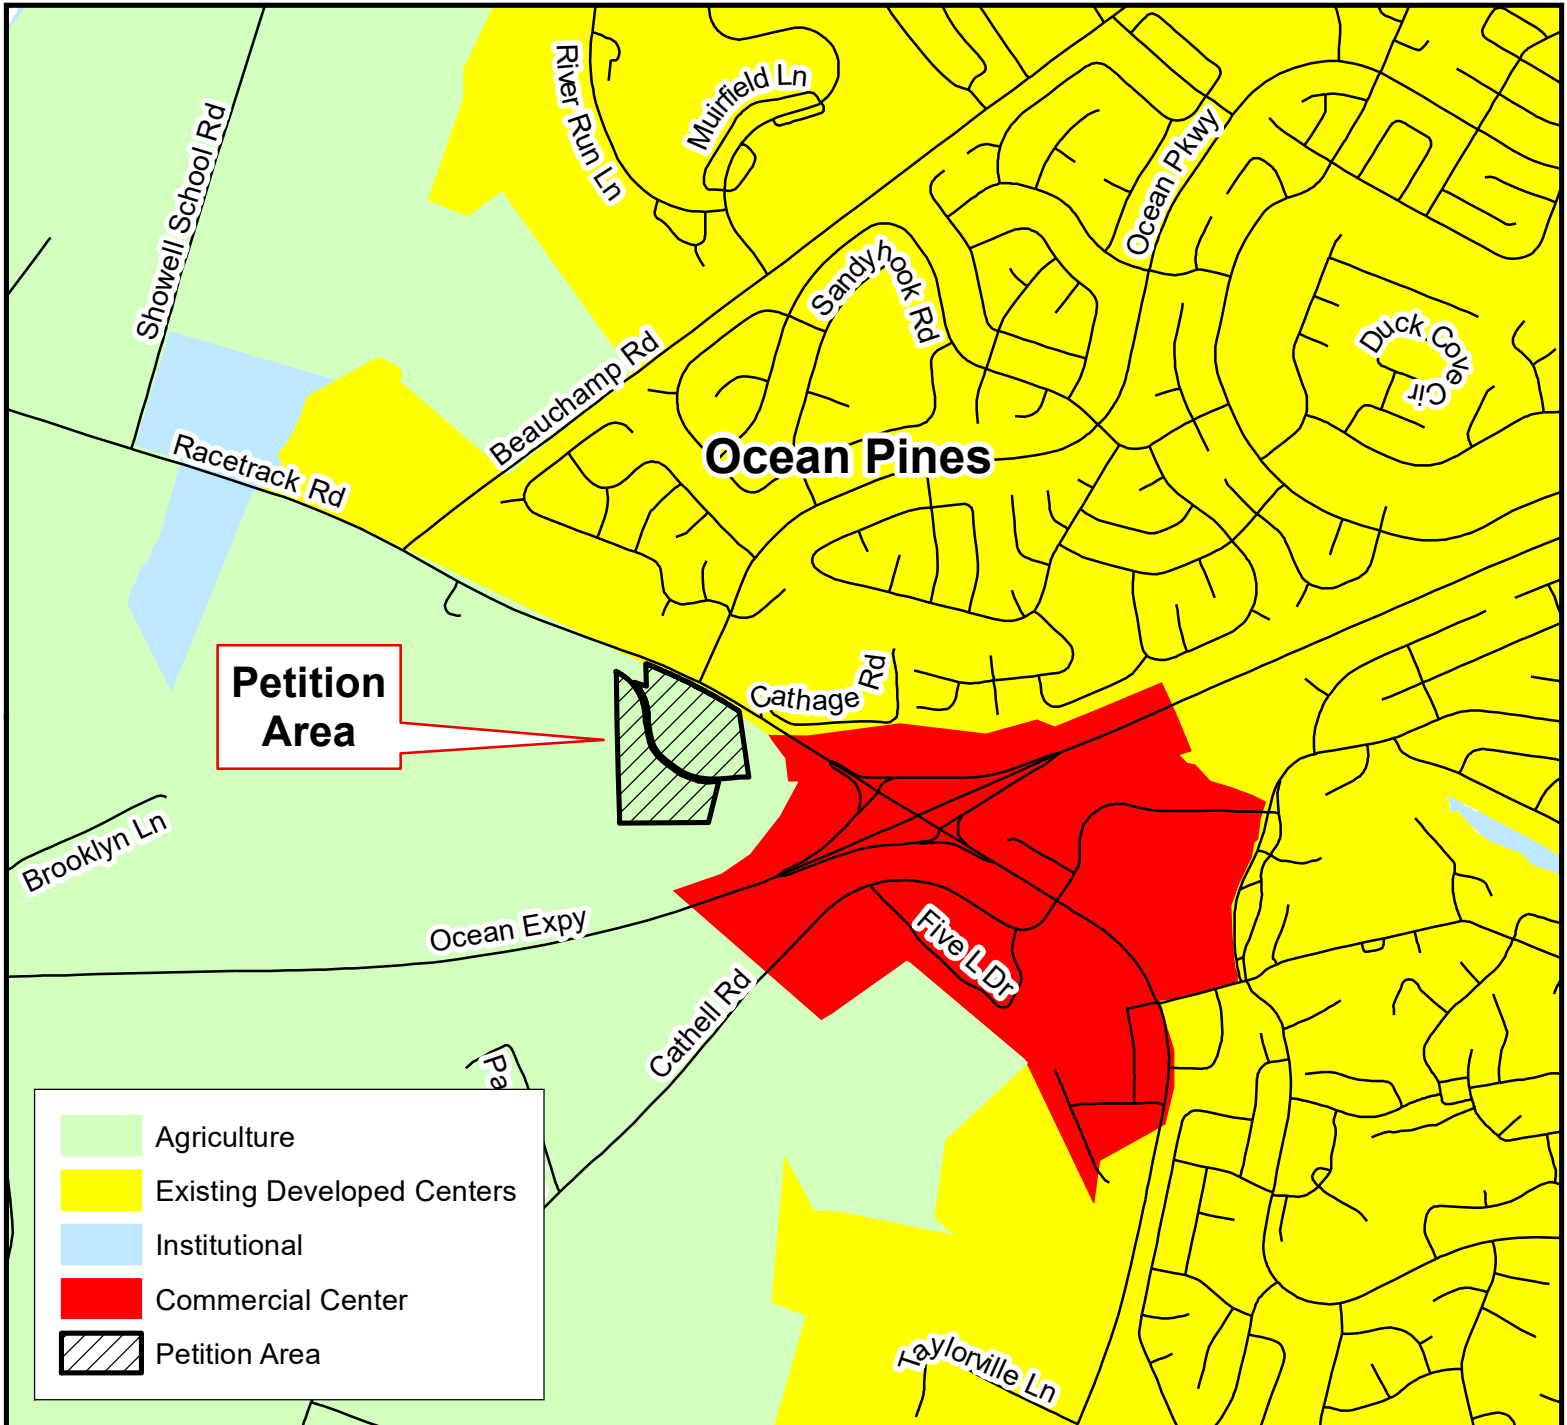 River Run Ln
Muirfield Ln
Showell School Rd
Ocean Pkwy
Sandyhook Rd
Duck Cove Cir
Beauchamp Rd
Racetrack Rd
Ocean Pines
Cathage Rd
Petition
Area
Brooklyn Ln
Ocean Expy
Five L Dr
Cathell Rd
Pa
Agriculture
Existing Developed Centers
Institutional
Commercial Center
Petition Area
Taylorville Ln